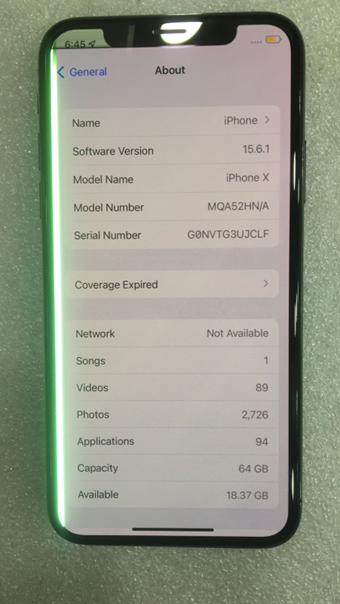 6:45
General About
Name iPhone
Software Version 15.6.1
Model Name iPhone X
Model Number MQA52HN/A
Serial Number G0NVTG3UJCLF
Coverage Expired
Network Not Available
Songs 1
Videos 89
Photos 2,726
Applications 94
Capacity 64 GB
Available 18.37 GB